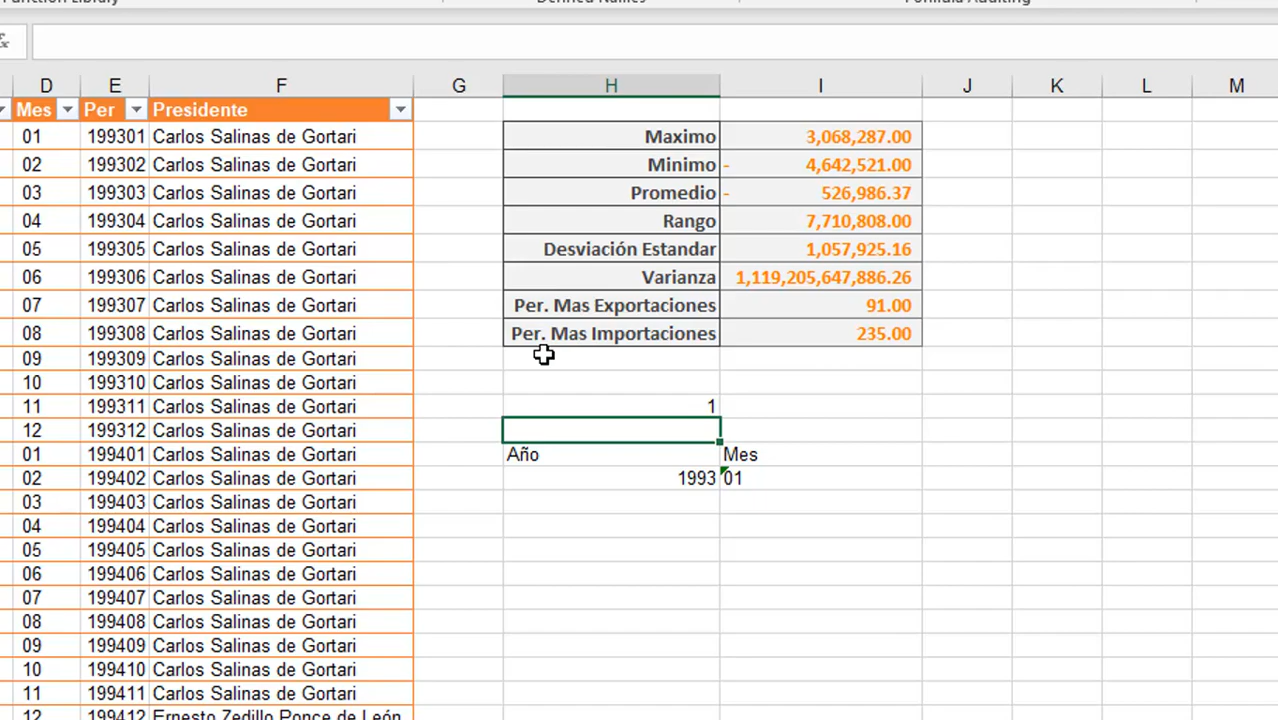 D E F G H I J K L M
Mes Per Presidente
01 199301 Carlos Salinas de Gortari Maximo 3,068,287.00
02 199302 Carlos Salinas de Gortari Minimo - 4,642,521.00
03 199303 Carlos Salinas de Gortari Promedio - 526,986.37
04 199304 Carlos Salinas de Gortari Rango 7,710,808.00
05 199305 Carlos Salinas de Gortari Desviación Estandar 1,057,925.16
06 199306 Carlos Salinas de Gortari Varianza 1,119,205,647,886.26
07 199307 Carlos Salinas de Gortari Per. Mas Exportaciones 91.00
08 199308 Carlos Salinas de Gortari Per. Mas Importaciones 235.00
09 199309 Carlos Salinas de Gortari
10 199310 Carlos Salinas de Gortari
11 199311 Carlos Salinas de Gortari 1
12 199312 Carlos Salinas de Gortari
01 199401 Carlos Salinas de Gortari Año Mes
02 199402 Carlos Salinas de Gortari 1993 01
03 199403 Carlos Salinas de Gortari
04 199404 Carlos Salinas de Gortari
05 199405 Carlos Salinas de Gortari
06 199406 Carlos Salinas de Gortari
07 199407 Carlos Salinas de Gortari
08 199408 Carlos Salinas de Gortari
09 199409 Carlos Salinas de Gortari
10 199410 Carlos Salinas de Gortari
11 199411 Carlos Salinas de Gortari
12 199412 Ernesto Zedillo Ponce de León